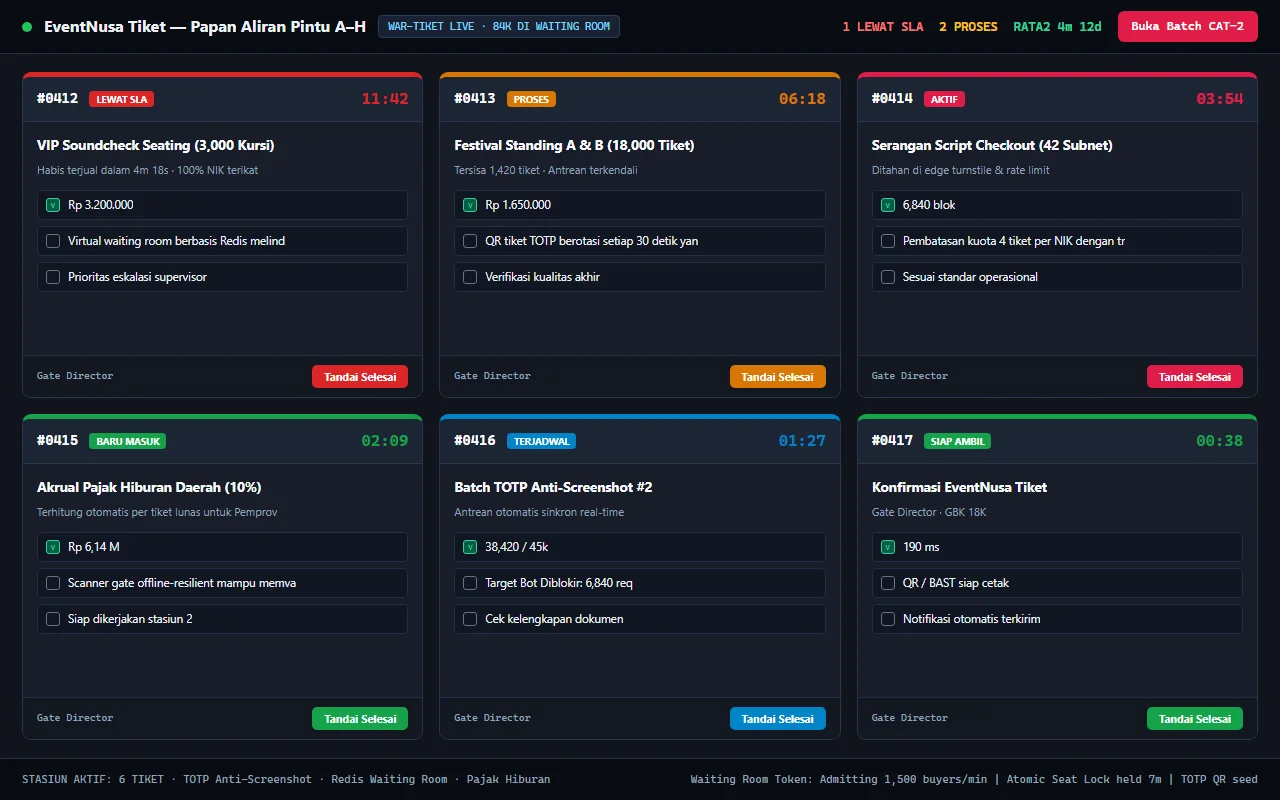 EventNusa Tiket — Papan Aliran Pintu A–H
WAR-TIKET LIVE · 84K DI WAITING ROOM
1 LEWAT SLA
2 PROSES
RATA2 4m 12d
Buka Batch CAT-2
#0412
LEWAT SLA
11:42
VIP Soundcheck Seating (3,000 Kursi)
Habis terjual dalam 4m 18s · 100% NIK terikat
v Rp 3.200.000
Virtual waiting room berbasis Redis melind
Prioritas eskalasi supervisor
Gate Director
Tandai Selesai
#0413
PROSES
06:18
Festival Standing A & B (18,000 Tiket)
Tersisa 1,420 tiket · Antrean terkendali
v Rp 1.650.000
QR tiket TOTP berotasi setiap 30 detik yan
Verifikasi kualitas akhir
Gate Director
Tandai Selesai
#0414
AKTIF
03:54
Serangan Script Checkout (42 Subnet)
Ditahan di edge turnstile & rate limit
v 6,840 blok
Pembatasan kuota 4 tiket per NIK dengan tr
Sesuai standar operasional
Gate Director
Tandai Selesai
#0415
BARU MASUK
02:09
Akrual Pajak Hiburan Daerah (10%)
Terhitung otomatis per tiket lunas untuk Pemprov
v Rp 6,14 M
Scanner gate offline-resilient mampu memva
Siap dikerjakan stasiun 2
Gate Director
Tandai Selesai
#0416
TERJADWAL
01:27
Batch TOTP Anti-Screenshot #2
Antrean otomatis sinkron real-time
v 38,420 / 45k
Target Bot Diblokir: 6,840 req
Cek kelengkapan dokumen
Gate Director
Tandai Selesai
#0417
SIAP AMBIL
00:38
Konfirmasi EventNusa Tiket
Gate Director · GBK 18K
v 190 ms
QR / BAST siap cetak
Notifikasi otomatis terkirim
Gate Director
Tandai Selesai
STASIUN AKTIF: 6 TIKET · TOTP Anti-Screenshot · Redis Waiting Room · Pajak Hiburan
Waiting Room Token: Admitting 1,500 buyers/min | Atomic Seat Lock held 7m | TOTP QR seed